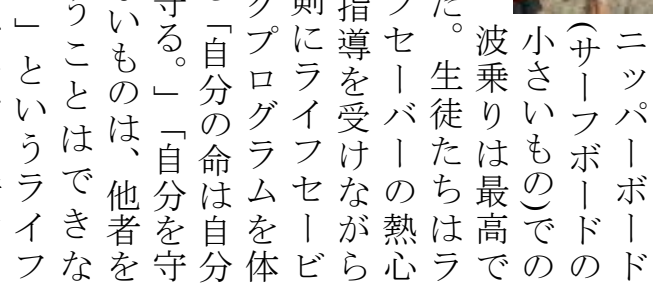 ニッパーボード
(サーフボードの
小さいもの)での
波乗りは最高で
た。生徒たちはラ
フセーバーの熱心
指導を受けながら
剣にライフセービ
グプログラムを体
「自分の命は自分
守る。」「自分を守
いものは、他者を
うことはできな
」というライフ